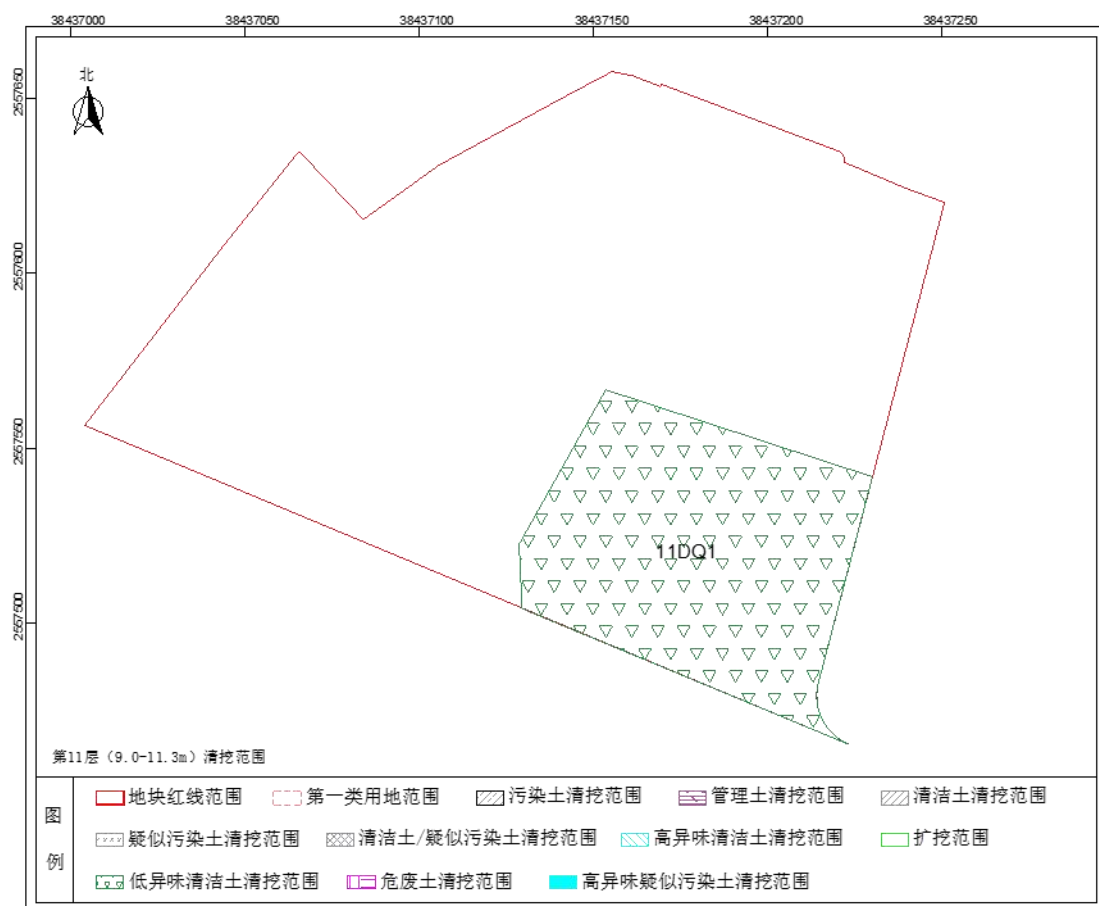 38437000 38437050 38437100 38437150 38437200 38437250
2557650
北
2557600
2557550
11DQ1
2557500
第11层（9.0-11.3m）清挖范围
图例
地块红线范围 第一类用地范围 污染土清挖范围 管理土清挖范围 清洁土清挖范围
疑似污染土清挖范围 清洁土/疑似污染土清挖范围 高异味清洁土清挖范围 扩挖范围
低异味清洁土清挖范围 危废土清挖范围 高异味疑似污染土清挖范围